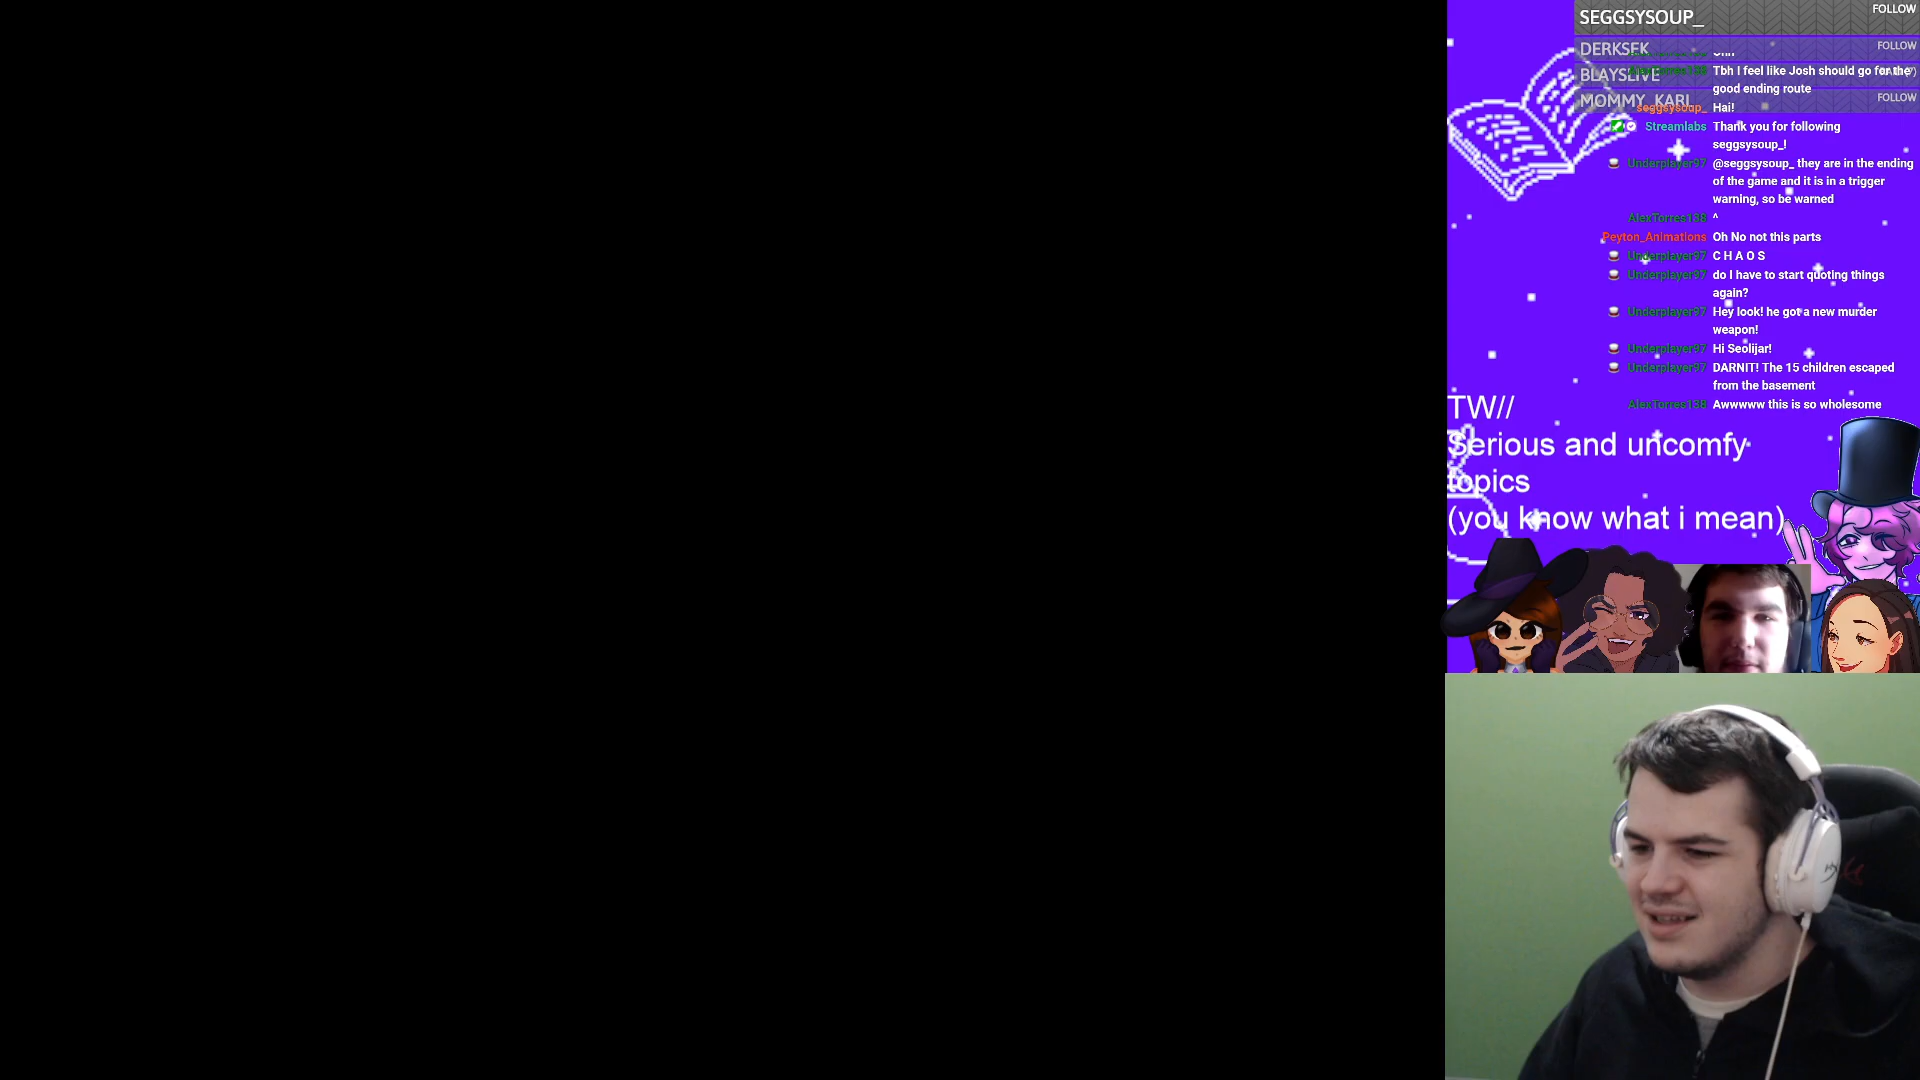 SEGGSYSOUP_ FOLLOW
DERKSEK FOLLOW
BLAYSLIVE
MOMMY_KARI_ FOLLOW
AlexTorres138 Tbh I feel like Josh should go for the
good ending route
seggsysoup_ Hai!
Streamlabs Thank you for following
seggsysoup_!
Underplayer97 @seggsysoup_ they are in the ending
of the game and it is in a trigger
warning, so be warned
AlexTorres138 ^
Peyton_Animations Oh No not this parts
Underplayer97 C H A O S
Underplayer97 do I have to start quoting things
again?
Underplayer97 Hey look! he got a new murder
weapon!
Underplayer97 Hi Seolijar!
Underplayer97 DARNIT! The 15 children escaped
from the basement
AlexTorres138 Awwwww this is so wholesome
TW//
Serious and uncomfy
topics
(you know what i mean)